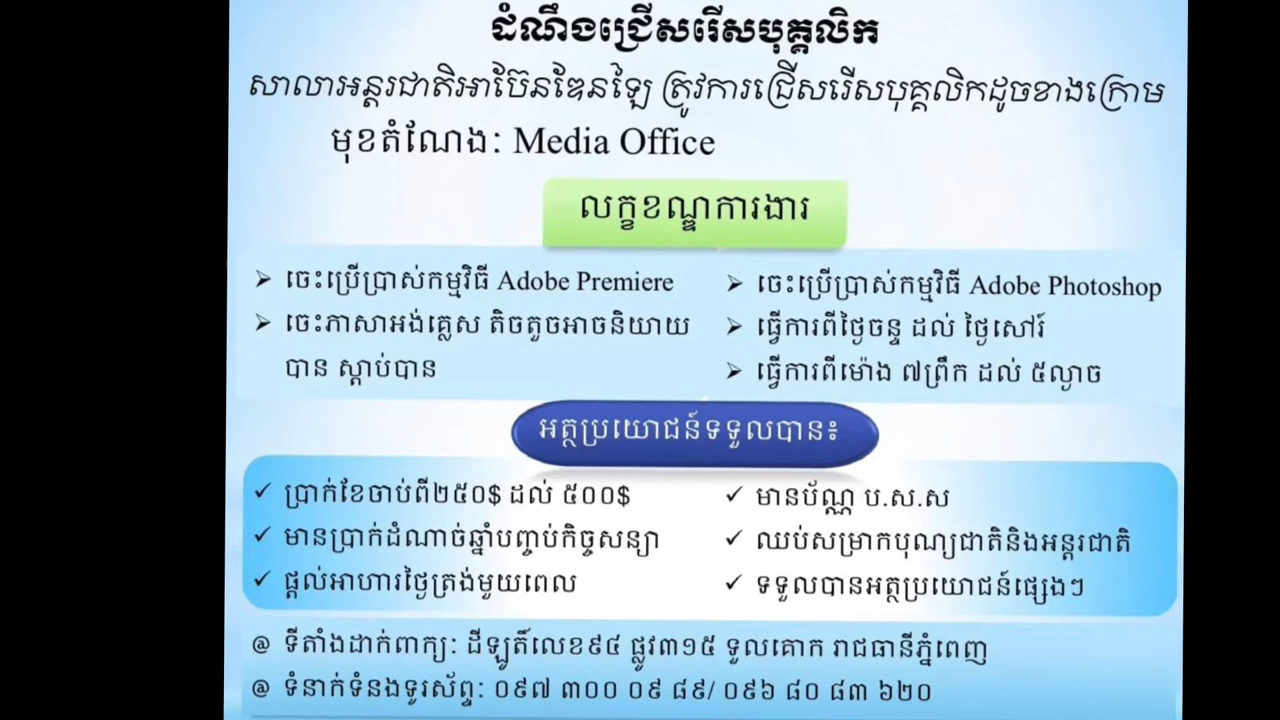 ដំណឹងជ្រើសរើសបុគ្គលិក
សាលាអន្តរជាតិអាប៊ែនឌែនឡៃ ត្រូវការជ្រើសរើសបុគ្គលិកដូចខាងក្រោម
មុខតំណែង: Media Office
លក្ខខណ្ឌការងារ
➢ ចេះប្រើប្រាស់កម្មវិធី Adobe Premiere
➢ ចេះភាសាអង់គ្លេស តិចតួចអាចនិយាយ
បាន ស្តាប់បាន
➢ ចេះប្រើប្រាស់កម្មវិធី Adobe Photoshop
➢ ធ្វើការពីថ្ងៃចន្ទ ដល់ ថ្ងៃសៅរ៍
➢ ធ្វើការពីម៉ោង ៧ព្រឹក ដល់ ៥ល្ងាច
អត្ថប្រយោជន៍ទទួលបាន៖
✓ ប្រាក់ខែចាប់ពី២៥០$ ដល់ ៥០០$
✓ មានប្រាក់ដំណាច់ឆ្នាំបញ្ចប់កិច្ចសន្យា
✓ ផ្តល់អាហារថ្ងៃត្រង់មួយពេល
✓ មានប័ណ្ណ ប.ស.ស
✓ ឈប់សម្រាកបុណ្យជាតិនិងអន្តរជាតិ
✓ ទទួលបានអត្ថប្រយោជន៍ផ្សេងៗ
@ ទីតាំងដាក់ពាក្យ: ដីឡូតិ៍លេខ៩៤ ផ្លូវ៣១៥ ទួលគោក រាជធានីភ្នំពេញ
@ ទំនាក់ទំនងទូរស័ព្ទ: ០៩៧ ៣០០ ០៩ ៨៩/ ០៩៦ ៨០ ៨៣ ៦២០